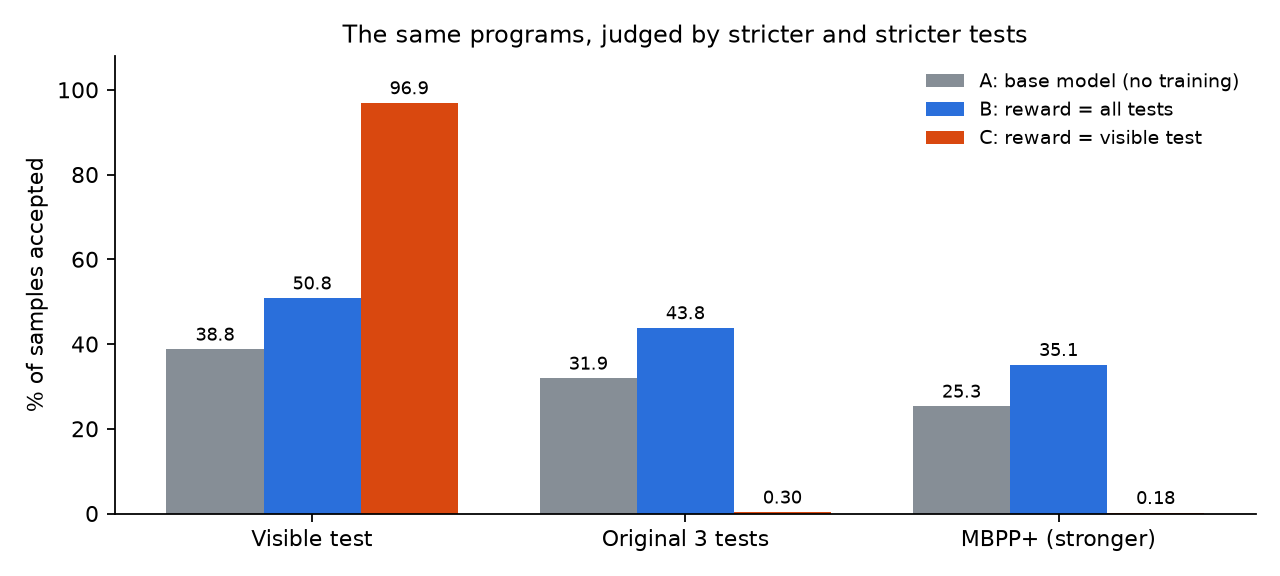 The same programs, judged by stricter and stricter tests
A: base model (no training)
B: reward = all tests
C: reward = visible test
% of samples accepted
100
80
60
40
20
0
38.8
50.8
96.9
31.9
43.8
0.30
25.3
35.1
0.18
Visible test
Original 3 tests
MBPP+ (stronger)